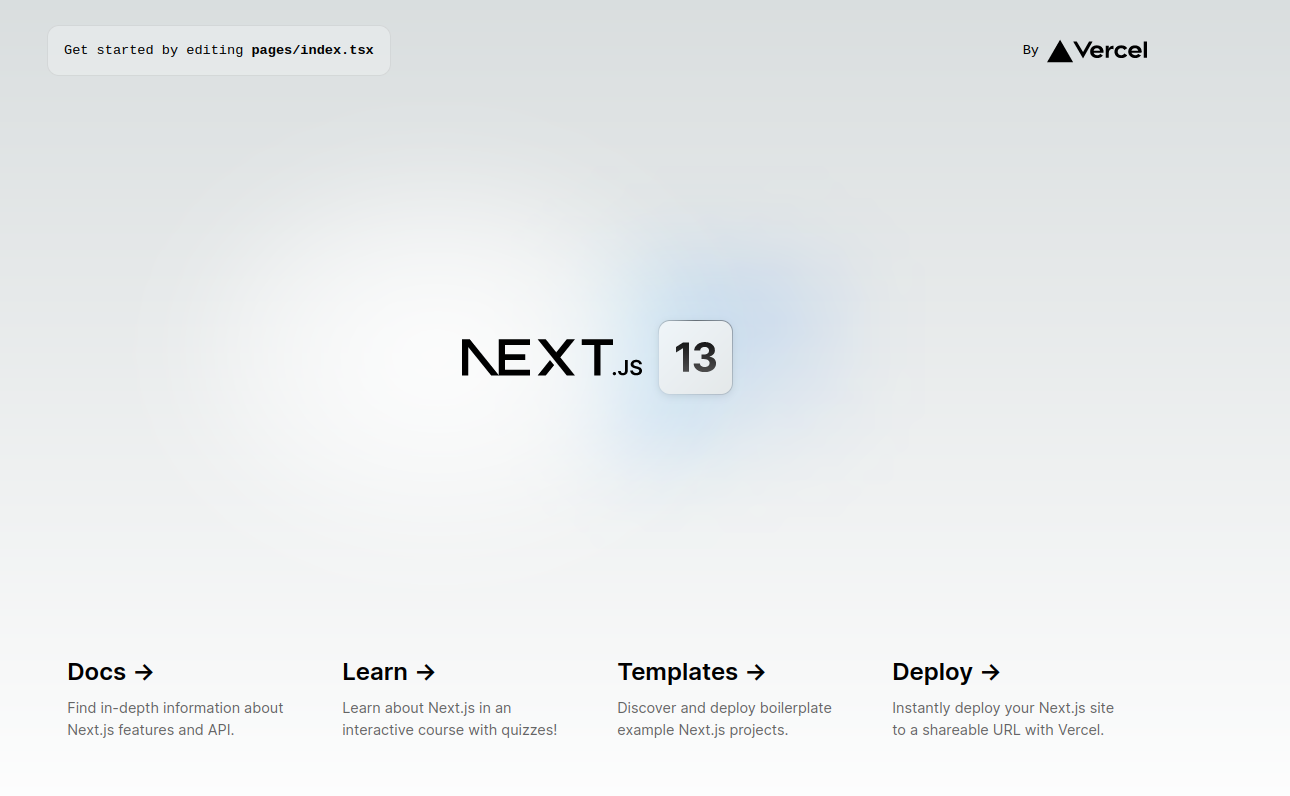 Get started by editing pages/index.tsx
By Vercel
NEXT.JS 13
Docs →
Find in-depth information about
Next.js features and API.
Learn →
Learn about Next.js in an
interactive course with quizzes!
Templates →
Discover and deploy boilerplate
example Next.js projects.
Deploy →
Instantly deploy your Next.js site
to a shareable URL with Vercel.